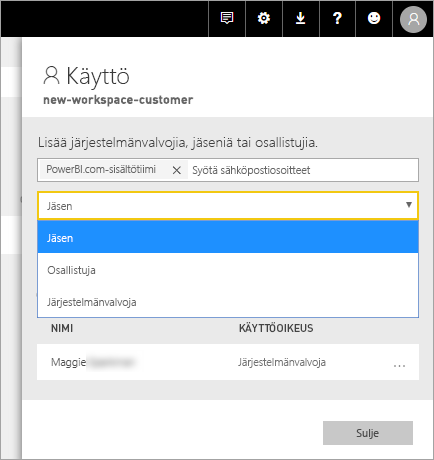 Käyttö
new-workspace-customer
Lisää järjestelmänvalvojia, jäseniä tai osallistujia.
PowerBI.com-sisältötiimi Syötä sähköpostiosoitteet
Jäsen
Jäsen
Osallistuja
Järjestelmänvalvoja
NIMI KÄYTTÖOIKEUS
Maggie Järjestelmänvalvoja ...
Sulje